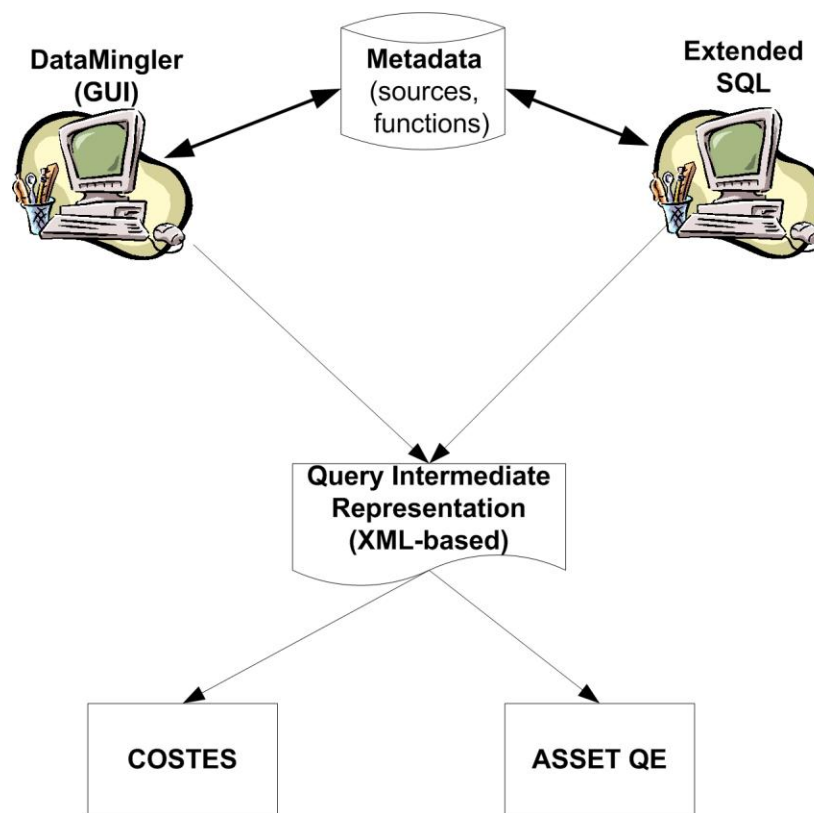 DataMingler
(GUI)
Metadata
(sources,
functions)
Extended
SQL
Query Intermediate
Representation
(XML-based)
COSTES
ASSET QE